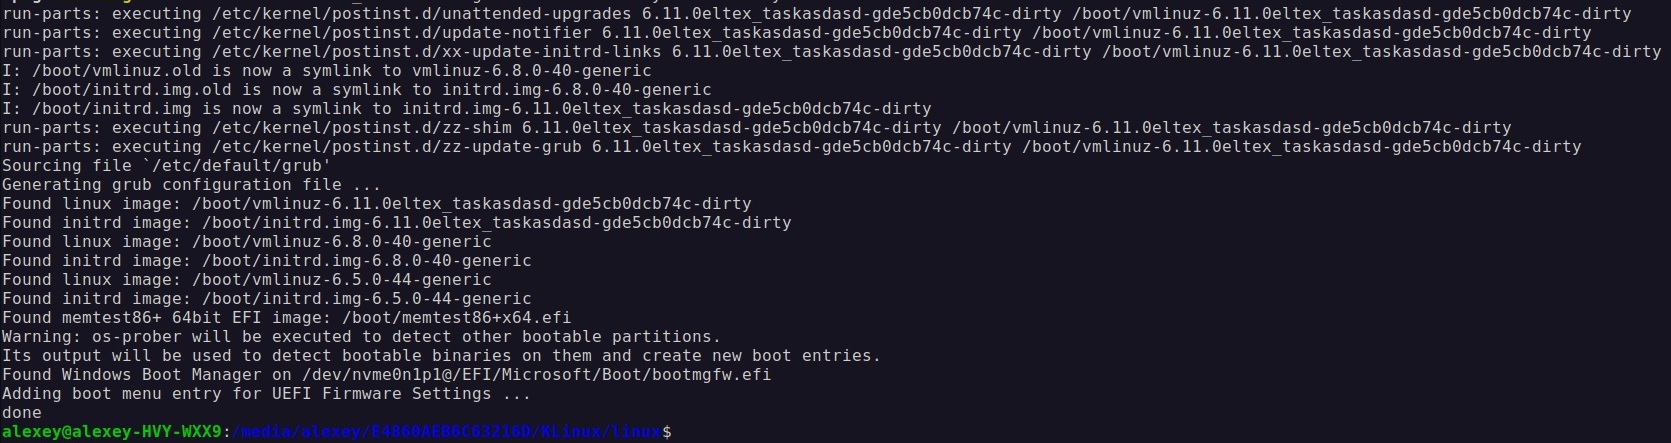 run-parts: executing /etc/kernel/postinst.d/unattended-upgrades 6.11.0eltex_taskasdasd-gde5cb0dcb74c-dirty /boot/vmlinuz-6.11.0eltex_taskasdasd-gde5cb0dcb74c-dirty
run-parts: executing /etc/kernel/postinst.d/update-notifier 6.11.0eltex_taskasdasd-gde5cb0dcb74c-dirty /boot/vmlinuz-6.11.0eltex_taskasdasd-gde5cb0dcb74c-dirty
run-parts: executing /etc/kernel/postinst.d/xx-update-initrd-links 6.11.0eltex_taskasdasd-gde5cb0dcb74c-dirty /boot/vmlinuz-6.11.0eltex_taskasdasd-gde5cb0dcb74c-dirty
I: /boot/vmlinuz.old is now a symlink to vmlinuz-6.8.0-40-generic
I: /boot/initrd.img.old is now a symlink to initrd.img-6.8.0-40-generic
I: /boot/initrd.img is now a symlink to initrd.img-6.11.0eltex_taskasdasd-gde5cb0dcb74c-dirty
run-parts: executing /etc/kernel/postinst.d/zz-shim 6.11.0eltex_taskasdasd-gde5cb0dcb74c-dirty /boot/vmlinuz-6.11.0eltex_taskasdasd-gde5cb0dcb74c-dirty
run-parts: executing /etc/kernel/postinst.d/zz-update-grub 6.11.0eltex_taskasdasd-gde5cb0dcb74c-dirty /boot/vmlinuz-6.11.0eltex_taskasdasd-gde5cb0dcb74c-dirty
Sourcing file `/etc/default/grub'
Generating grub configuration file ...
Found linux image: /boot/vmlinuz-6.11.0eltex_taskasdasd-gde5cb0dcb74c-dirty
Found initrd image: /boot/initrd.img-6.11.0eltex_taskasdasd-gde5cb0dcb74c-dirty
Found linux image: /boot/vmlinuz-6.8.0-40-generic
Found initrd image: /boot/initrd.img-6.8.0-40-generic
Found linux image: /boot/vmlinuz-6.5.0-44-generic
Found initrd image: /boot/initrd.img-6.5.0-44-generic
Found memtest86+ 64bit EFI image: /boot/memtest86+x64.efi
Warning: os-prober will be executed to detect other bootable partitions.
Its output will be used to detect bootable binaries on them and create new boot entries.
Found Windows Boot Manager on /dev/nvme0n1p1@/EFI/Microsoft/Boot/bootmgfw.efi
Adding boot menu entry for UEFI Firmware Settings ...
done
alexey@alexey-HVY-WXX9:/media/alexey/E4860AEB6C63216D/KLinux/linux$